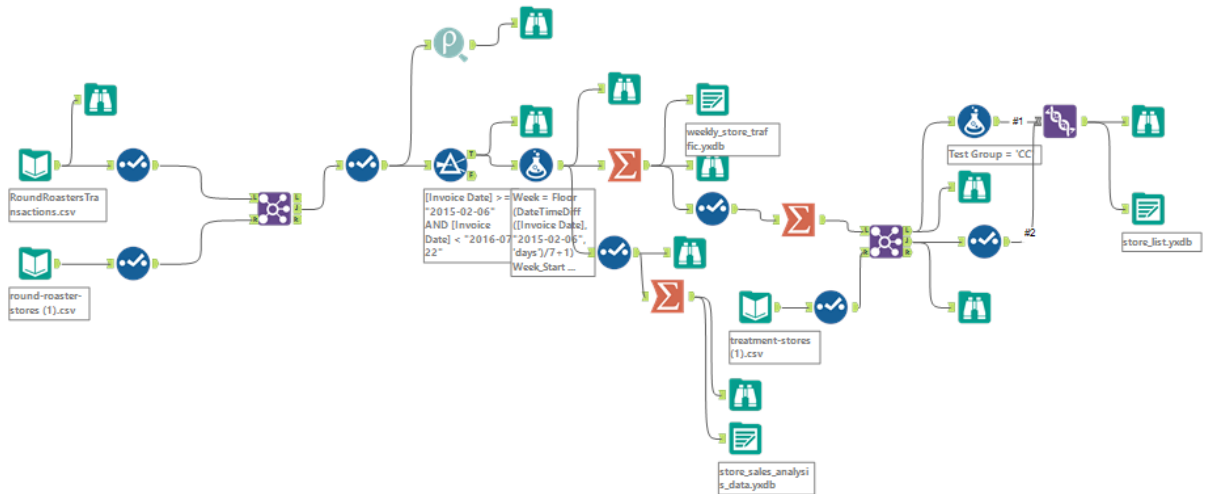 RoundRoastersTra
nsactions.csv
round-roaster-
stores (1).csv
[Invoice Date] >=
"2015-02-06"
AND [Invoice
Date] < "2016-07
22"
Week = Floor
(DateTimeDiff
([Invoice Date],
"2015-02-06",
'days')/7+1)
Week_Start ...
weekly_store_traf
fic.yxdb
store_sales_analysi
s_data.yxdb
treatment-stores
(1).csv
#1
Test Group = 'CC'
#2
store_list.yxdb
L
J
R
L
J
R
T
F
L
J
R
L
R
L
R